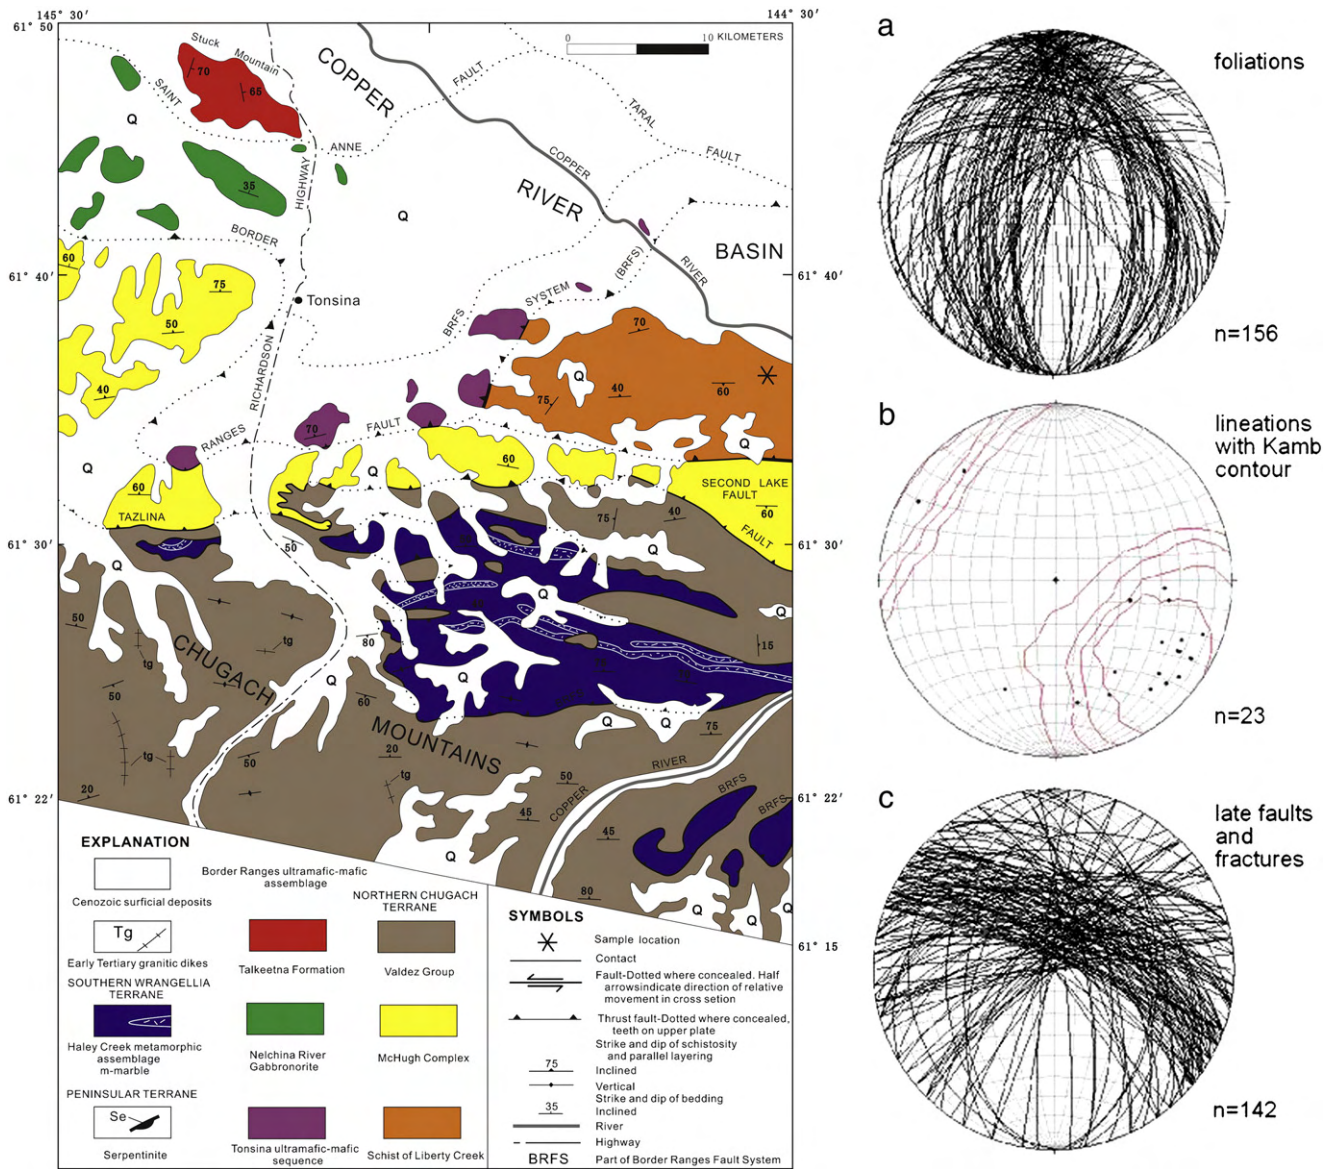 145° 30′
144° 30′
61° 50
61° 50′
Stuck Mountain
70
65
SAINT
ANNE
FAULT
TARAL
FAULT
10 KILOMETERS
0
COPPER
RIVER
BASIN
COPPER
RIVER
Q
35
HIGHWAY
Q
BORDER
60
61° 40′
61° 40′
75
50
Tonsina
BRFS
SYSTEM
(BRFS)
70
40
RICHARDSON
Q
75
40
60
70
RANGES
FAULT
Q
Q
Q
60
60
TAZLINA
SECOND LAKE
FAULT
60
FAULT
75
40
61° 30′
61° 30′
50
Q
Q
Q
Q
50
tg
tg
80
15
CHUGACH
Q
Q
Q
50
60
MOUNTAINS
75
tg
50
20
tg
50
RIVER
COPPER
20
61° 22′
61° 22′
45
45
BRFS
BRFS
Q
80
Q
Q
Q
61° 15
EXPLANATION
Cenozoic surficial deposits
Border Ranges ultramafic-mafic
assemblage
NORTHERN CHUGACH
TERRANE
Tg
Early Tertiary granitic dikes
Talkeetna Formation
Valdez Group
SOUTHERN WRANGELLIA
TERRANE
Haley Creek metamorphic
assemblage
m-marble
Nelchina River
Gabbronorite
McHugh Complex
PENINSULAR TERRANE
Se
Serpentinite
Tonsina ultramafic-mafic
sequence
Schist of Liberty Creek
SYMBOLS
Sample location
Contact
Fault-Dotted where concealed. Half
arrowsindicate direction of relative
movement in cross setion
Thrust fault-Dotted where concealed,
teeth on upper plate
Strike and dip of schistosity
and parallel layering
75
Inclined
Vertical
Strike and dip of bedding
35
Inclined
River
Highway
BRFS
Part of Border Ranges Fault System
a
foliations
n=156
b
lineations
with Kamb
contour
n=23
c
late faults
and
fractures
n=142